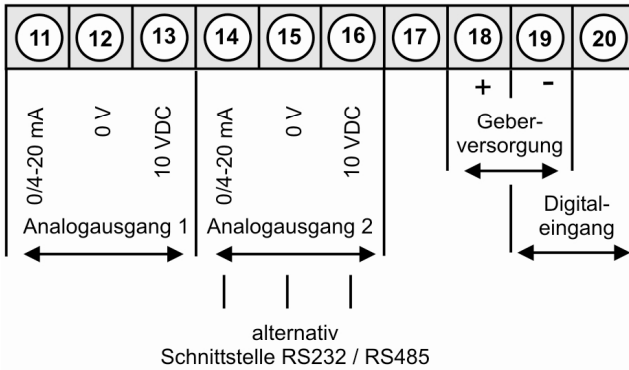 11 12 13 14 15 16 17 18 19 20
+ -
0/4-20 mA
0 V
10 VDC
0/4-20 mA
0 V
10 VDC
Geber-
versorgung
Analogausgang 1
Analogausgang 2
Digital-
eingang
alternativ
Schnittstelle RS232 / RS485